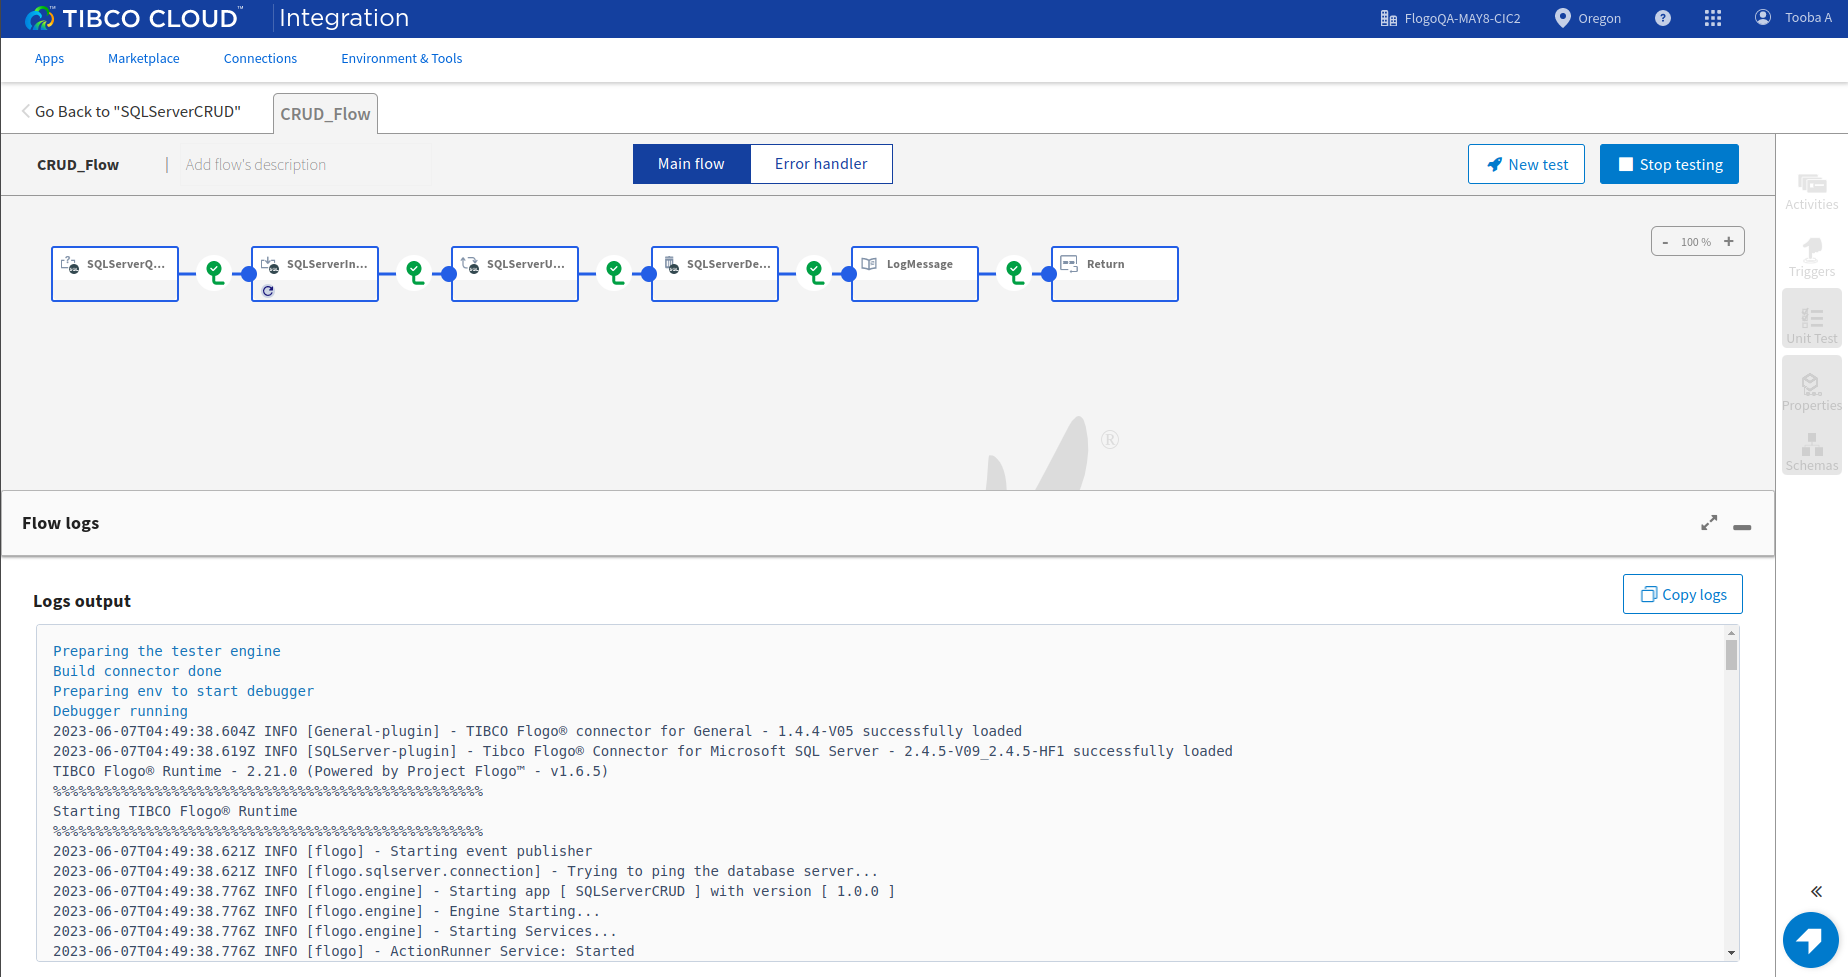 TIBCO CLOUD™ Integration
FlogoQA-MAY8-CIC2 Oregon ? Tooba A
Apps Marketplace Connections Environment & Tools
Go Back to "SQLServerCRUD" CRUD_Flow
CRUD_Flow | Add flow's description Main flow Error handler New test Stop testing
Activities
- 100 % +
SQLServerQ... SQLServerIn... SQLServerU... SQLServerDe... LogMessage Return
Triggers
Unit Test
Properties
®
Schemas
Flow logs
Logs output Copy logs
Preparing the tester engine
Build connector done
Preparing env to start debugger
Debugger running
2023-06-07T04:49:38.604Z INFO [General-plugin] - TIBCO Flogo® connector for General - 1.4.4-V05 successfully loaded
2023-06-07T04:49:38.619Z INFO [SQLServer-plugin] - Tibco Flogo® Connector for Microsoft SQL Server - 2.4.5-V09_2.4.5-HF1 successfully loaded
TIBCO Flogo® Runtime - 2.21.0 (Powered by Project Flogo™ - v1.6.5)
%%%%%%%%%%%%%%%%%%%%%%%%%%%%%%%%%%%%%%%%%%%%%%%%%%%
Starting TIBCO Flogo® Runtime
%%%%%%%%%%%%%%%%%%%%%%%%%%%%%%%%%%%%%%%%%%%%%%%%%%%
2023-06-07T04:49:38.621Z INFO [flogo] - Starting event publisher
2023-06-07T04:49:38.621Z INFO [flogo.sqlserver.connection] - Trying to ping the database server...
2023-06-07T04:49:38.776Z INFO [flogo.engine] - Starting app [ SQLServerCRUD ] with version [ 1.0.0 ]
2023-06-07T04:49:38.776Z INFO [flogo.engine] - Engine Starting...
2023-06-07T04:49:38.776Z INFO [flogo.engine] - Starting Services...
2023-06-07T04:49:38.776Z INFO [flogo] - ActionRunner Service: Started